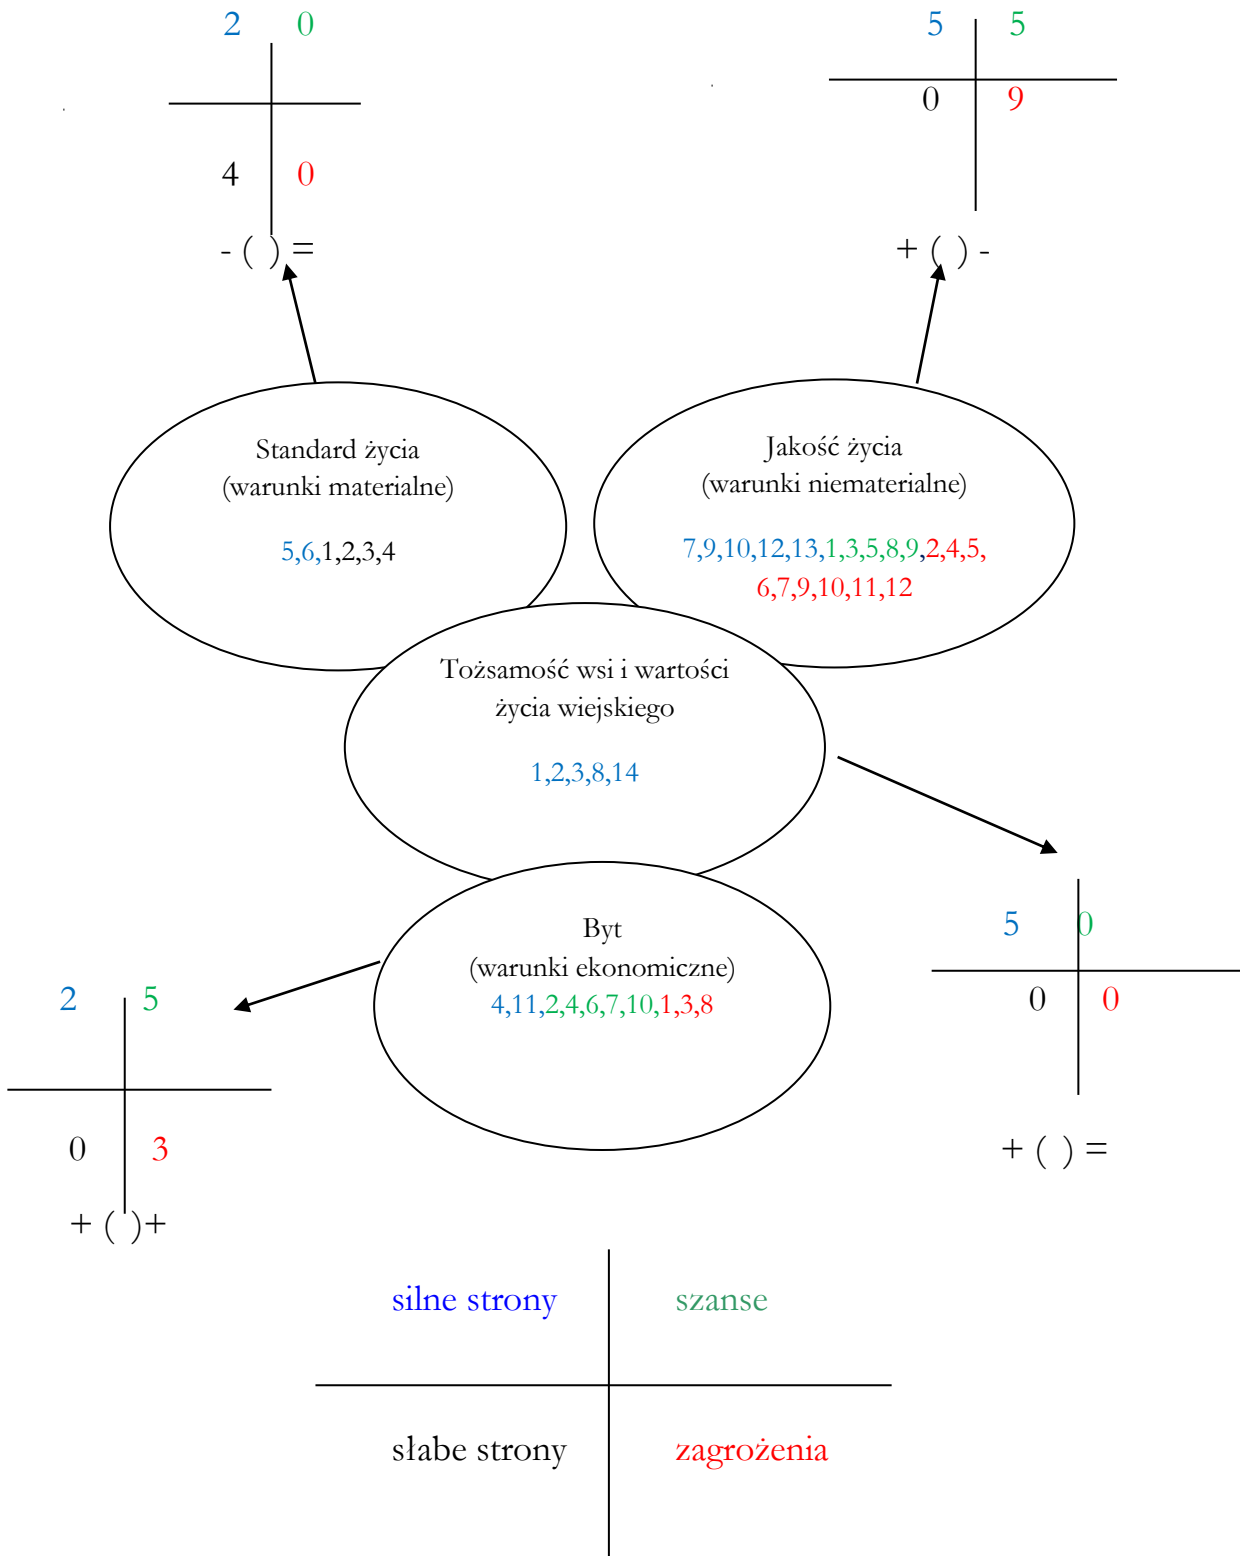 2 0
4 0
- ( ) =
5 5
0 9
+ ( ) -
Standard życia
(warunki materialne)
5,6,1,2,3,4
Jakość życia
(warunki niematerialne)
7,9,10,12,13,1,3,5,8,9,2,4,5,
6,7,9,10,11,12
Tożsamość wsi i wartości
życia wiejskiego
1,2,3,8,14
Byt
(warunki ekonomiczne)
4,11,2,4,6,7,10,1,3,8
5 0
0 0
+ ( ) =
2 5
0 3
+ ( )+
silne strony szanse
słabe strony zagrożenia